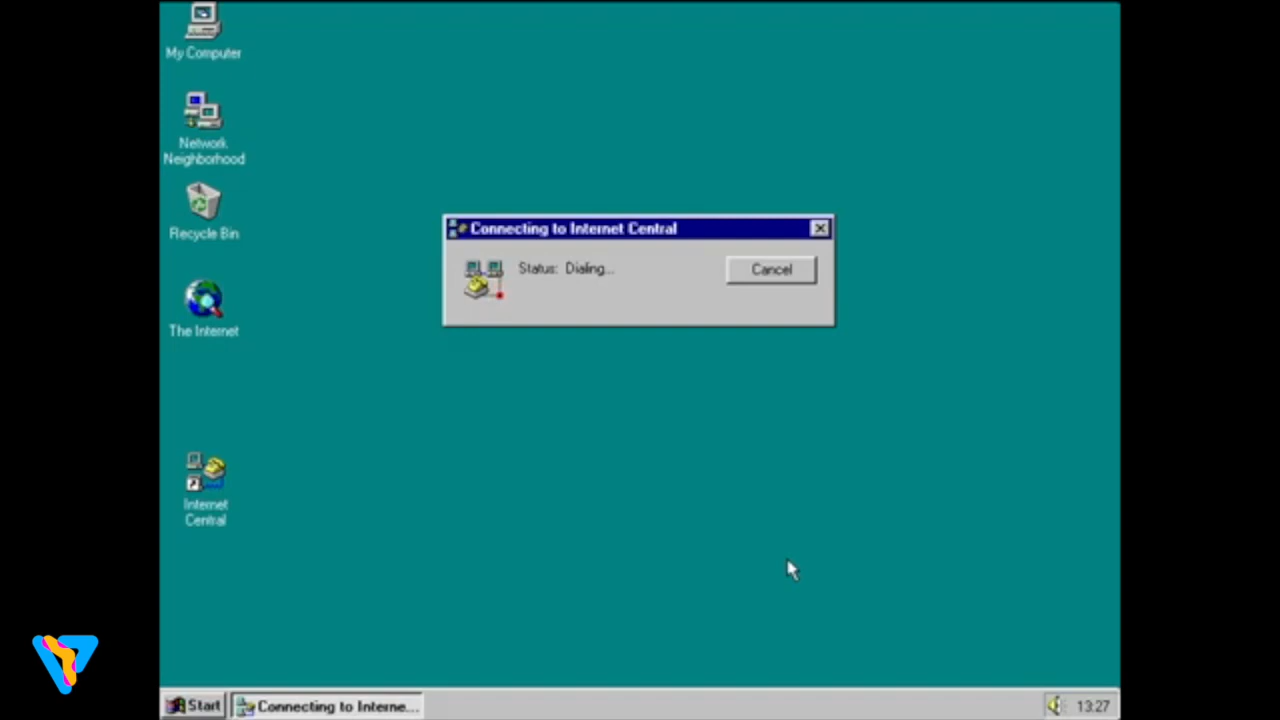 My Computer
Network
Neighborhood
Recycle Bin
The Internet
Internet
Central
Connecting to Internet Central
Status: Dialing...
Cancel
Start
Connecting to Interne...
13:27